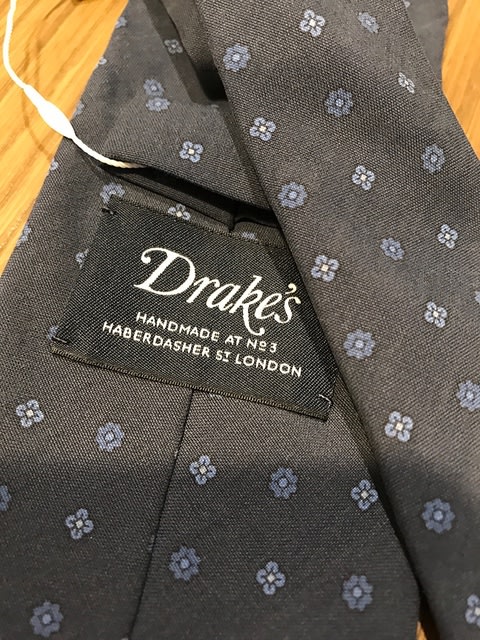 Drake's
HANDMADE AT Nº3
HABERDASHER ST LONDON